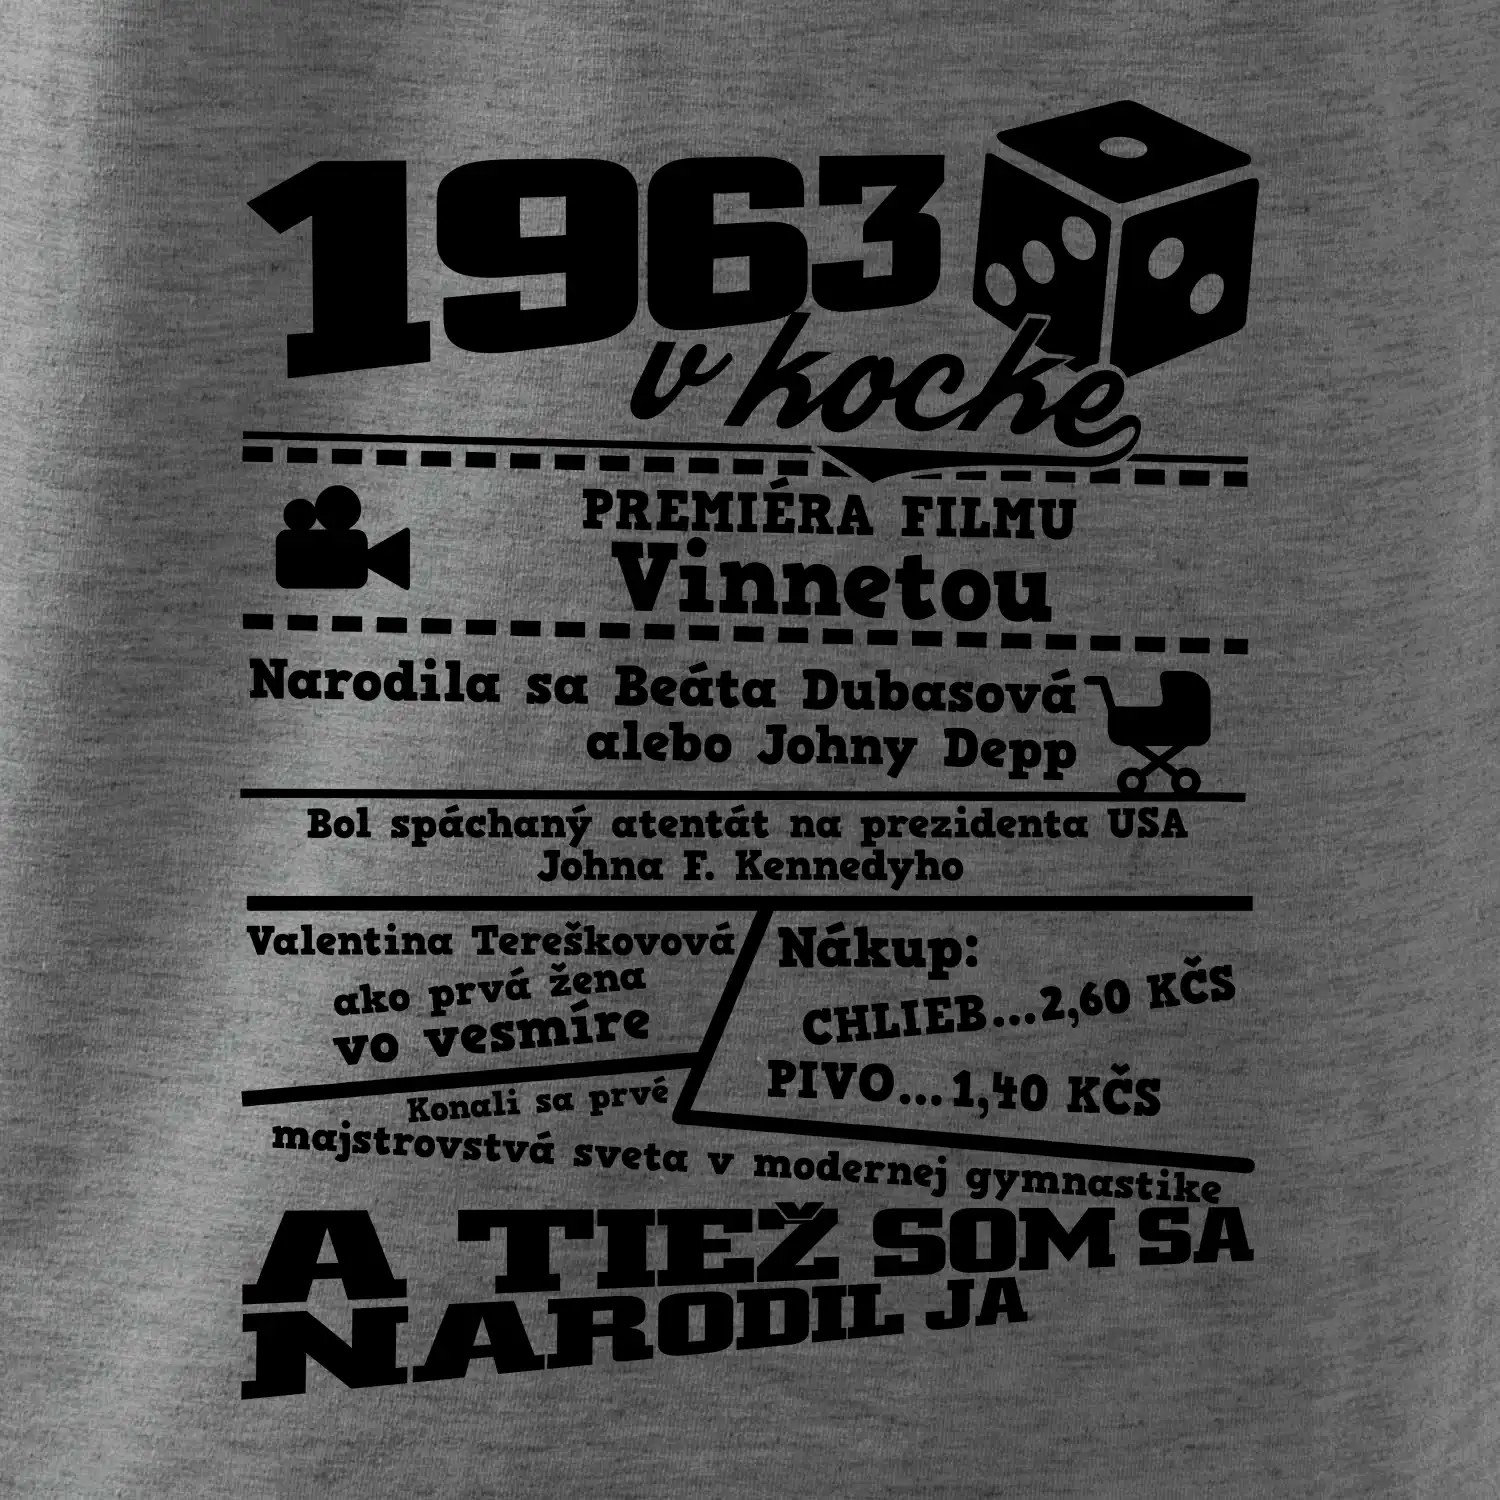 1963
v kocke
PREMIÉRA FILMU
Vinnetou
Narodila sa Beáta Dubasová
alebo Johny Depp
Bol spáchaný atentát na prezidenta USA
Johna F. Kennedyho
Valentina Tereškovová
ako prvá žena
vo vesmíre
Nákup:
CHLIEB...2,60 KČS
PIVO...1,40 KČS
Konali sa prvé
majstrovstvá sveta v modernej gymnastike
A TIEŽ SOM SA
NARODIL JA